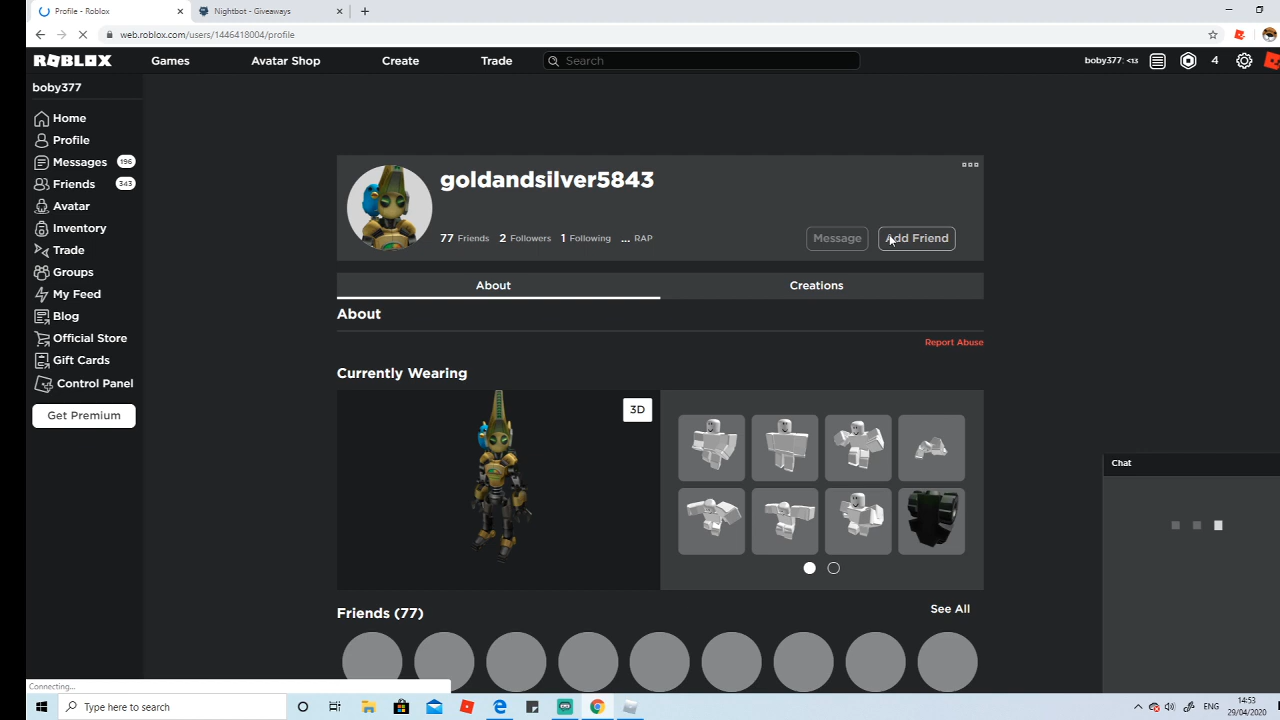 Profile - Roblox
Nightbot - Giveaways
web.roblox.com/users/1446418004/profile
ROBLOX Games Avatar Shop Create Trade Search boby377: <13 4
boby377
Home
Profile
Messages 196
Friends 343
Avatar
Inventory
Trade
Groups
My Feed
Blog
Official Store
Gift Cards
Control Panel
Get Premium
goldandsilver5843
77 Friends 2 Followers 1 Following ... RAP
Message Add Friend
About Creations
About
Report Abuse
Currently Wearing
3D
Friends (77) See All
Chat
Connecting...
Type here to search
ENG
14:53
29/04/2020